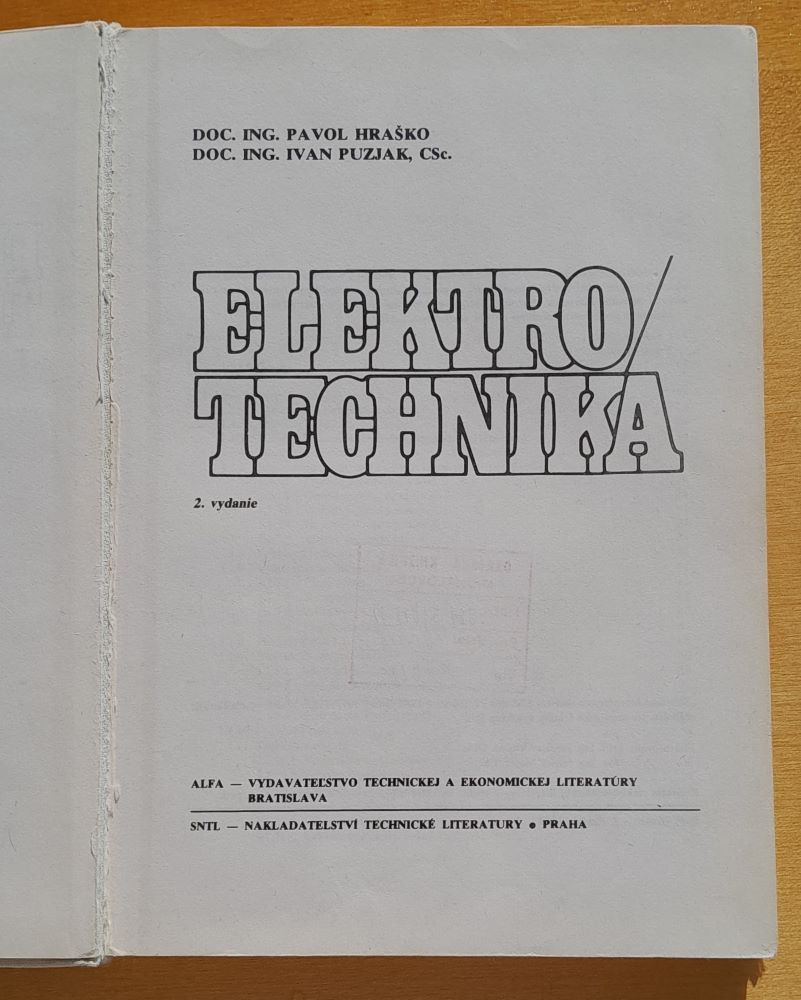 DOC. ING. PAVOL HRAŠKO
DOC. ING. IVAN PUZJAK, CSc.
ELEKTRO/
TECHNIKA
2. vydanie
ALFA — VYDAVATEĽSTVO TECHNICKEJ A EKONOMICKEJ LITERATÚRY
BRATISLAVA
SNTL — NAKLADATELSTVÍ TECHNICKÉ LITERATURY ● PRAHA